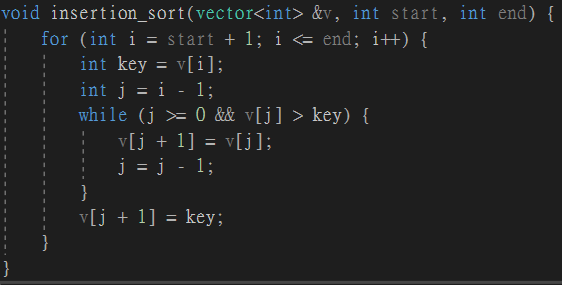 void insertion_sort(vector<int> &v, int start, int end) {
    for (int i = start + 1; i <= end; i++) {
        int key = v[i];
        int j = i - 1;
        while (j >= 0 && v[j] > key) {
            v[j + 1] = v[j];
            j = j - 1;
        }
        v[j + 1] = key;
    }
}